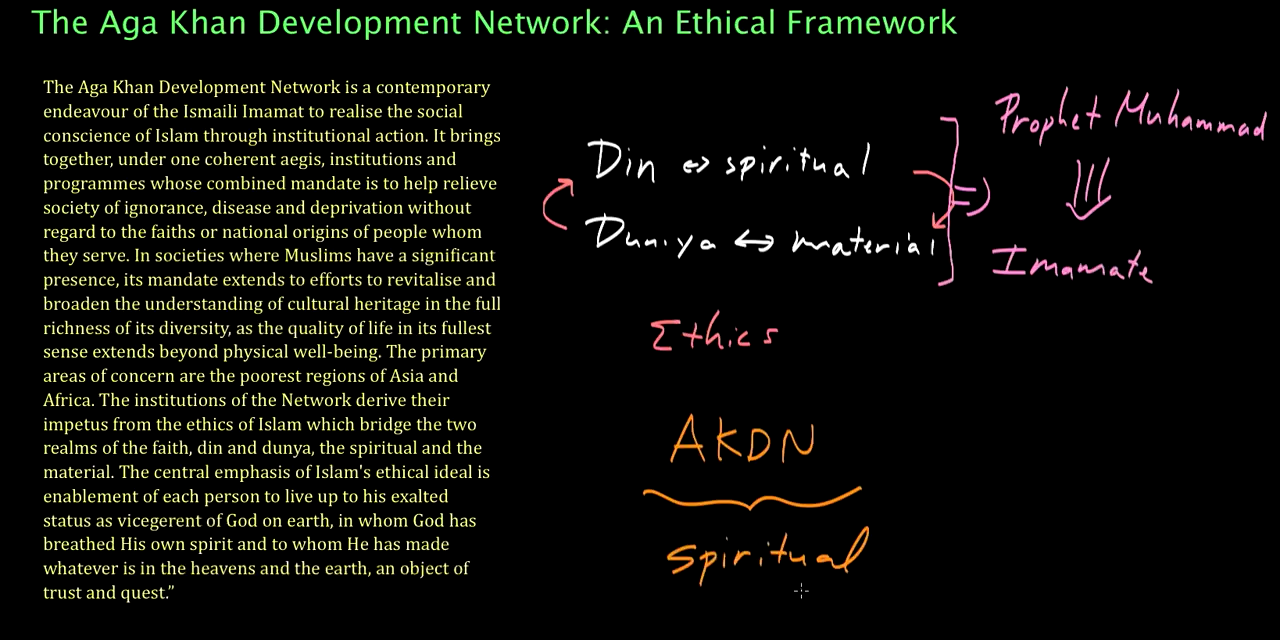 The Aga Khan Development Network: An Ethical Framework
The Aga Khan Development Network is a contemporary
endeavour of the Ismaili Imamat to realise the social
conscience of Islam through institutional action. It brings
together, under one coherent aegis, institutions and
programmes whose combined mandate is to help relieve
society of ignorance, disease and deprivation without
regard to the faiths or national origins of people whom
they serve. In societies where Muslims have a significant
presence, its mandate extends to efforts to revitalise and
broaden the understanding of cultural heritage in the full
richness of its diversity, as the quality of life in its fullest
sense extends beyond physical well-being. The primary
areas of concern are the poorest regions of Asia and
Africa. The institutions of the Network derive their
impetus from the ethics of Islam which bridge the two
realms of the faith, din and dunya, the spiritual and the
material. The central emphasis of Islam's ethical ideal is
enablement of each person to live up to his exalted
status as vicegerent of God on earth, in whom God has
breathed His own spirit and to whom He has made
whatever is in the heavens and the earth, an object of
trust and quest.”
Din ↔ spiritual
Duniya ↔ material
Ethics
AKDN
Spiritual
Prophet Muhammad
Imamate